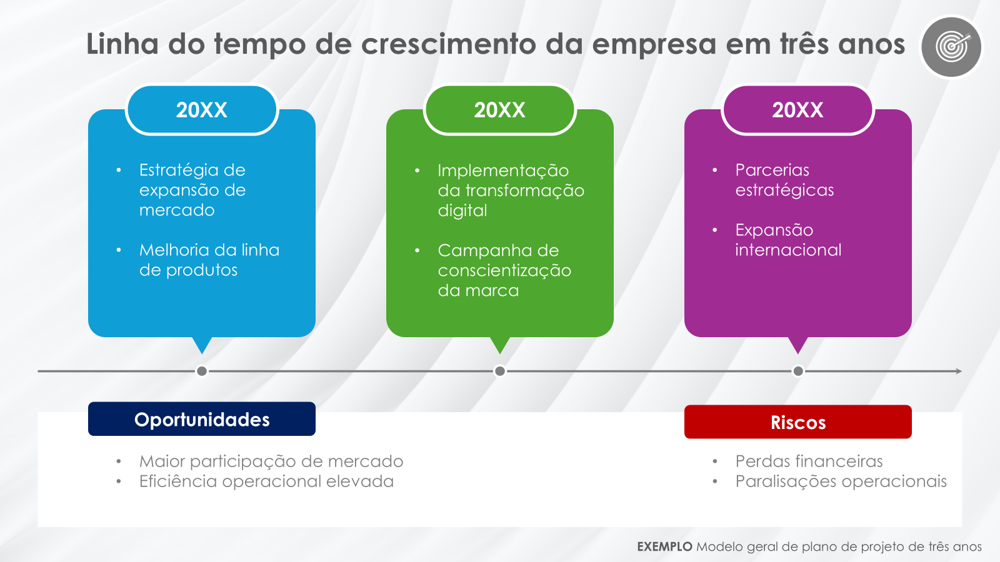 Linha do tempo de crescimento da empresa em três anos
20XX
• Estratégia de
expansão de
mercado
• Melhoria da linha
de produtos
20XX
• Implementação
da transformação
digital
• Campanha de
conscientização
da marca
20XX
• Parcerias
estratégicas
• Expansão
internacional
Oportunidades
• Maior participação de mercado
• Eficiência operacional elevada
Riscos
• Perdas financeiras
• Paralisações operacionais
EXEMPLO Modelo geral de plano de projeto de três anos